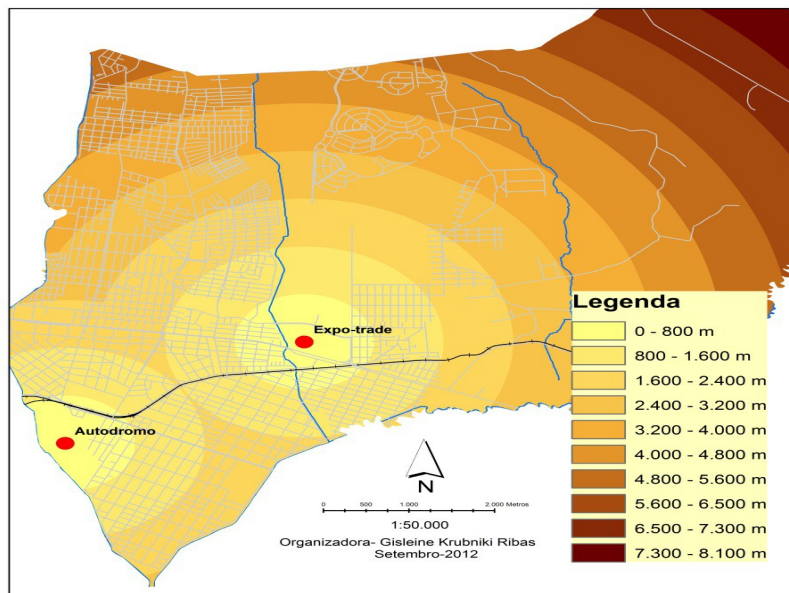 Expo-trade
Autodromo
N
0 500 1.000 2.000 Metros
1:50.000
Organizadora- Gisleine Krubniki Ribas
Setembro-2012
Legenda
0 - 800 m
800 - 1.600 m
1.600 - 2.400 m
2.400 - 3.200 m
3.200 - 4.000 m
4.000 - 4.800 m
4.800 - 5.600 m
5.600 - 6.500 m
6.500 - 7.300 m
7.300 - 8.100 m